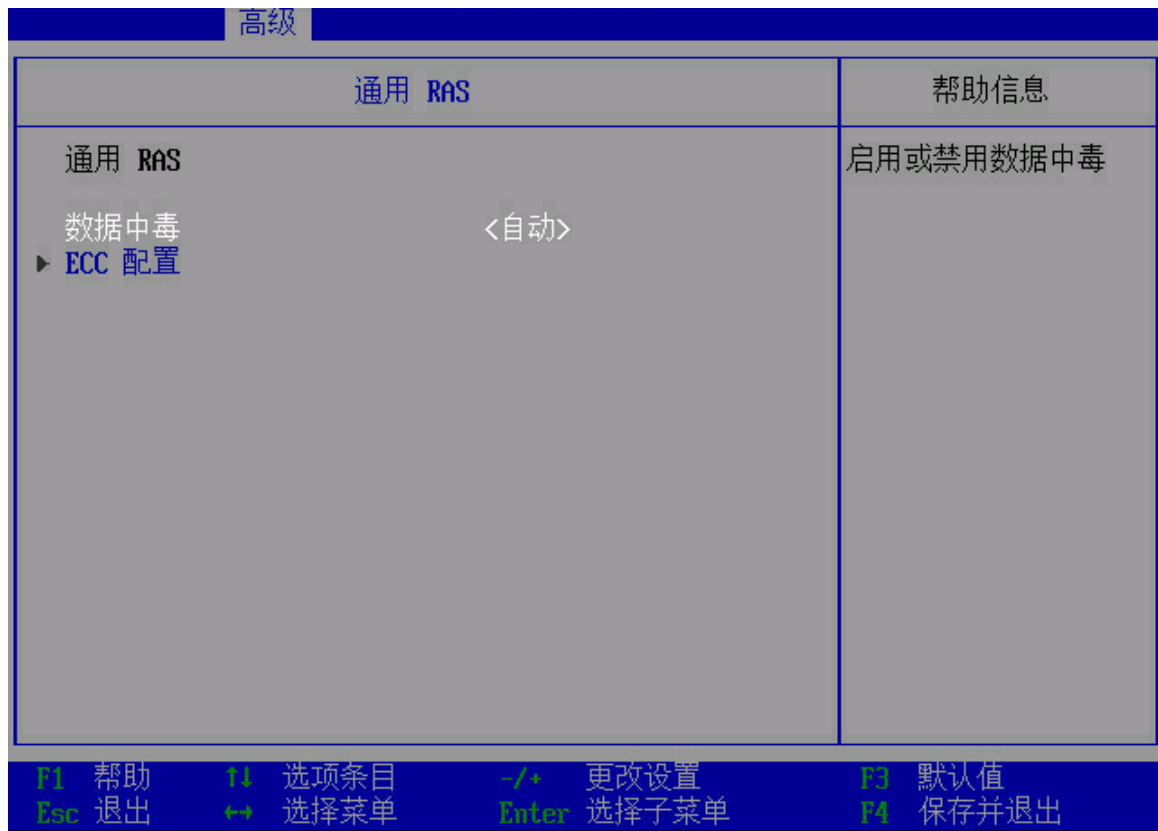 高级
通用 RAS
帮助信息
通用 RAS
启用或禁用数据中毒
数据中毒 <自动>
ECC 配置
F1 帮助 ↑↓ 选项条目 -/+ 更改设置 F3 默认值
Esc 退出 ←→ 选择菜单 Enter 选择子菜单 F4 保存并退出